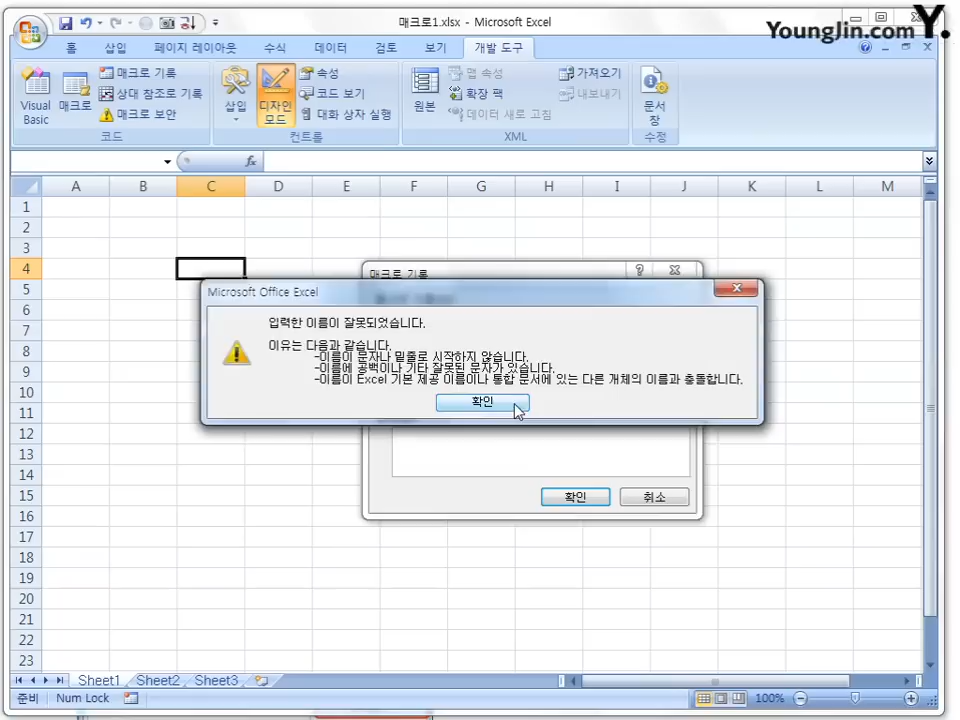 매크로1.xlsx - Microsoft Excel
YoungJin.com Y.
홈 삽입 페이지 레이아웃 수식 데이터 검토 보기 개발 도구
Visual Basic
매크로
매크로 기록
상대 참조로 기록
매크로 보안
코드
삽입
디자인 모드
속성
코드 보기
대화 상자 실행
컨트롤
원본
맵 속성
확장 팩
데이터 새로 고침
가져오기
내보내기
XML
문서 창
수정
fx
A B C D E F G H I J K L M
1
2
3
4
매크로 기록
5
Microsoft Office Excel
6
입력한 이름이 잘못되었습니다.
7
이유는 다음과 같습니다.
-이름이 문자나 밑줄로 시작하지 않습니다.
8
-이름에 공백이나 기타 잘못된 문자가 있습니다.
-이름이 Excel 기본 제공 이름이나 통합 문서에 있는 다른 개체의 이름과 충돌합니다.
9
10
확인
11
12
13
14
15
확인 취소
16
17
18
19
20
21
22
23
Sheet1 Sheet2 Sheet3
준비 Num Lock 100%